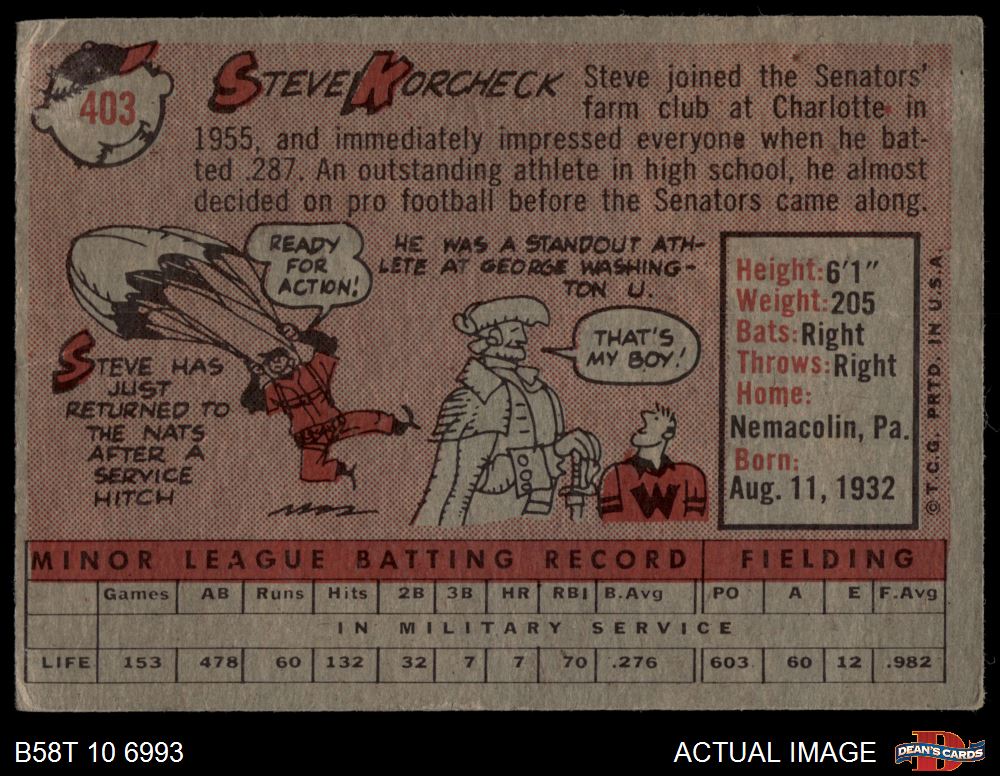 403
STEVE KORCHECK
Steve joined the Senators'
farm club at Charlotte in
1955, and immediately impressed everyone when he bat-
ted .287. An outstanding athlete in high school, he almost
decided on pro football before the Senators came along.
READY
FOR
ACTION!
STEVE HAS
JUST
RETURNED TO
THE NATS
AFTER A
SERVICE
HITCH
HE WAS A STANDOUT ATH-
LETE AT GEORGE WASHING-
TON U.
THAT'S
MY BOY!
W
Height: 6'1"
Weight: 205
Bats: Right
Throws: Right
Home:
Nemacolin, Pa.
Born:
Aug. 11, 1932
© T.C.G. PRTD. IN U.S.A.
MINOR LEAGUE BATTING RECORD FIELDING
Games AB Runs Hits 2B 3B HR RBI B.Avg PO A E F.Avg
IN MILITARY SERVICE
LIFE 153 478 60 132 32 7 7 70 .276 603 60 12 .982
B58T 10 6993
ACTUAL IMAGE
DEAN'S CARDS